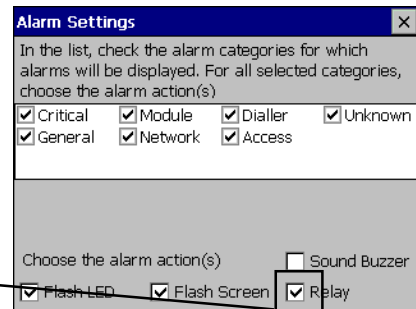 Alarm Settings
In the list, check the alarm categories for which
alarms will be displayed. For all selected categories,
choose the alarm action(s)
Critical Module Dialler Unknown
General Network Access
Choose the alarm action(s) Sound Buzzer
Flash LED Flash Screen Relay